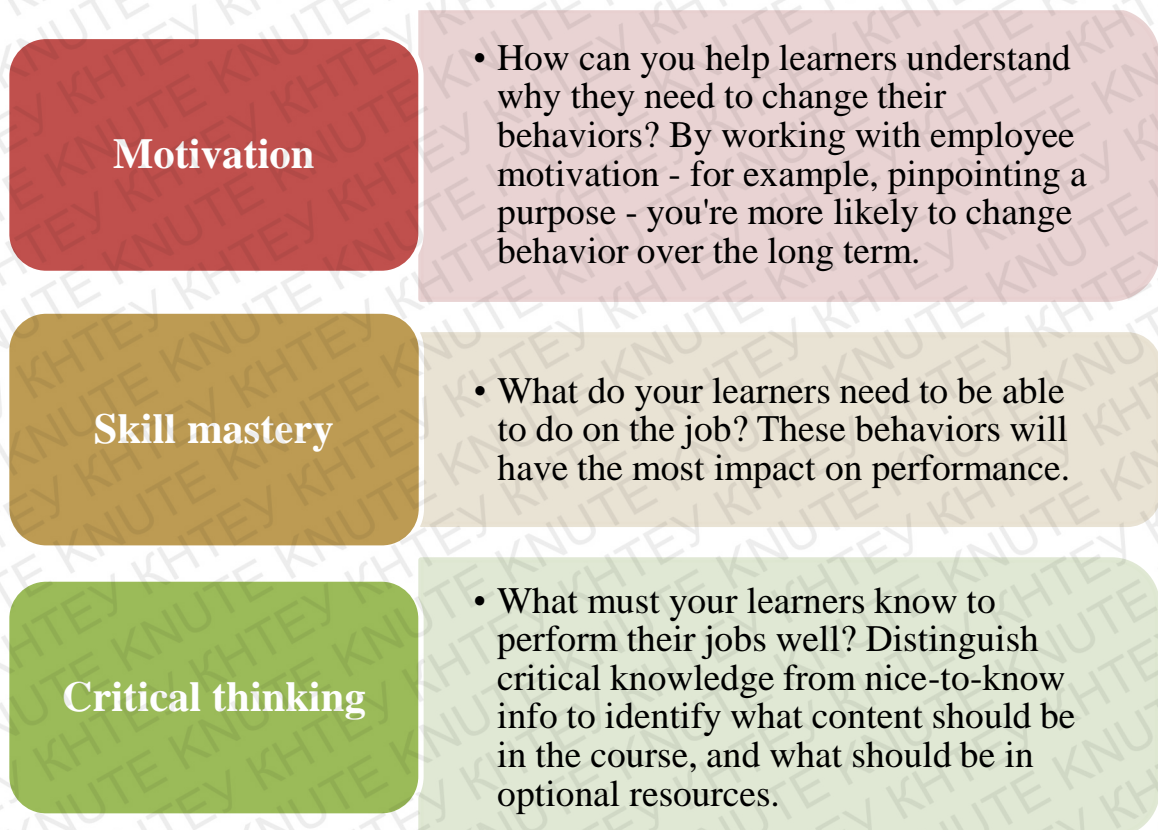 Motivation
• How can you help learners understand
why they need to change their
behaviors? By working with employee
motivation - for example, pinpointing a
purpose - you're more likely to change
behavior over the long term.
Skill mastery
• What do your learners need to be able
to do on the job? These behaviors will
have the most impact on performance.
Critical thinking
• What must your learners know to
perform their jobs well? Distinguish
critical knowledge from nice-to-know
info to identify what content should be
in the course, and what should be in
optional resources.